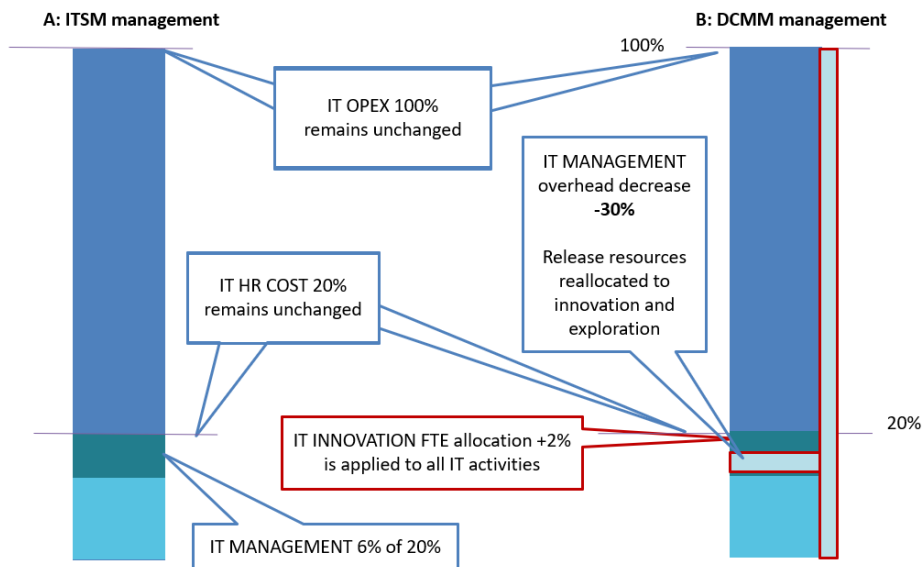 A: ITSM management
B: DCMM management
100%
IT OPEX 100%
remains unchanged
IT MANAGEMENT
overhead decrease
-30%
Release resources
reallocated to
innovation and
exploration
IT HR COST 20%
remains unchanged
20%
IT INNOVATION FTE allocation +2%
is applied to all IT activities
IT MANAGEMENT 6% of 20%